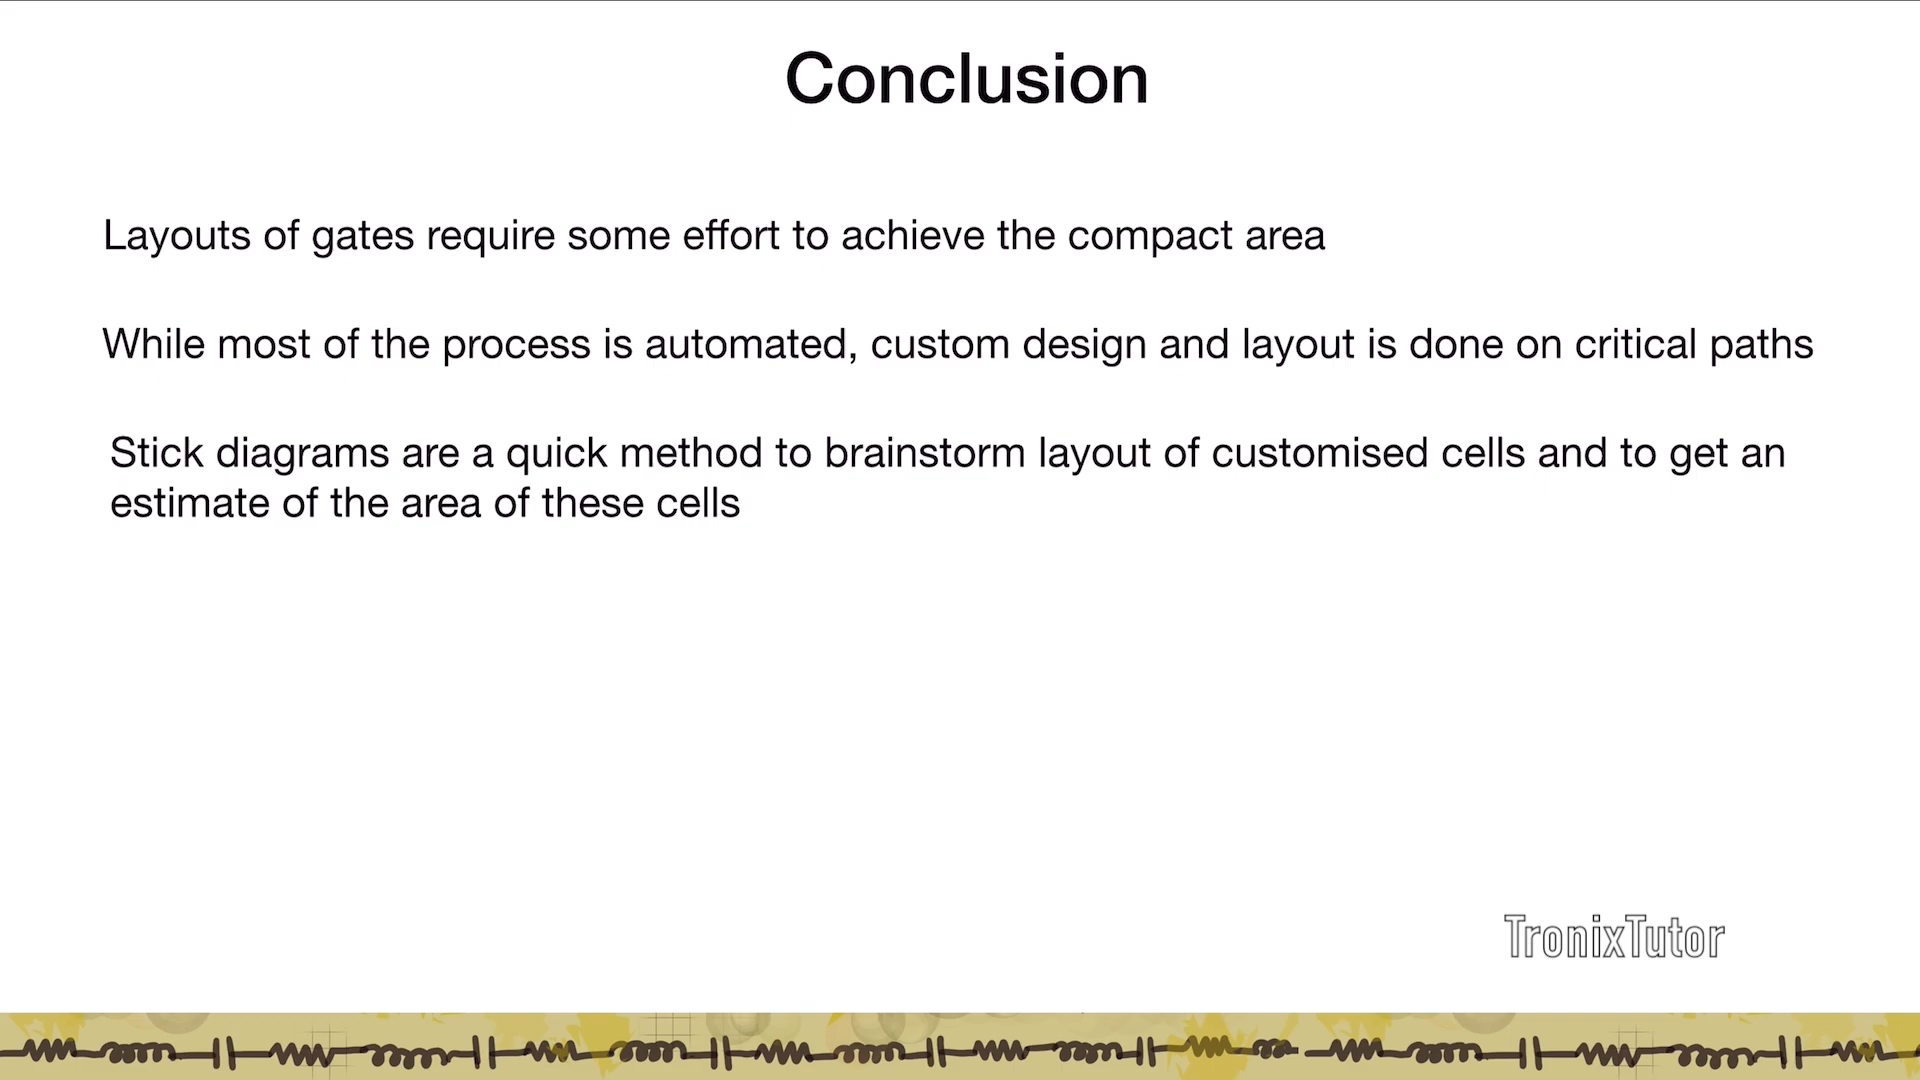 Conclusion
Layouts of gates require some effort to achieve the compact area
While most of the process is automated, custom design and layout is done on critical paths
Stick diagrams are a quick method to brainstorm layout of customised cells and to get an
estimate of the area of these cells
TronixTutor